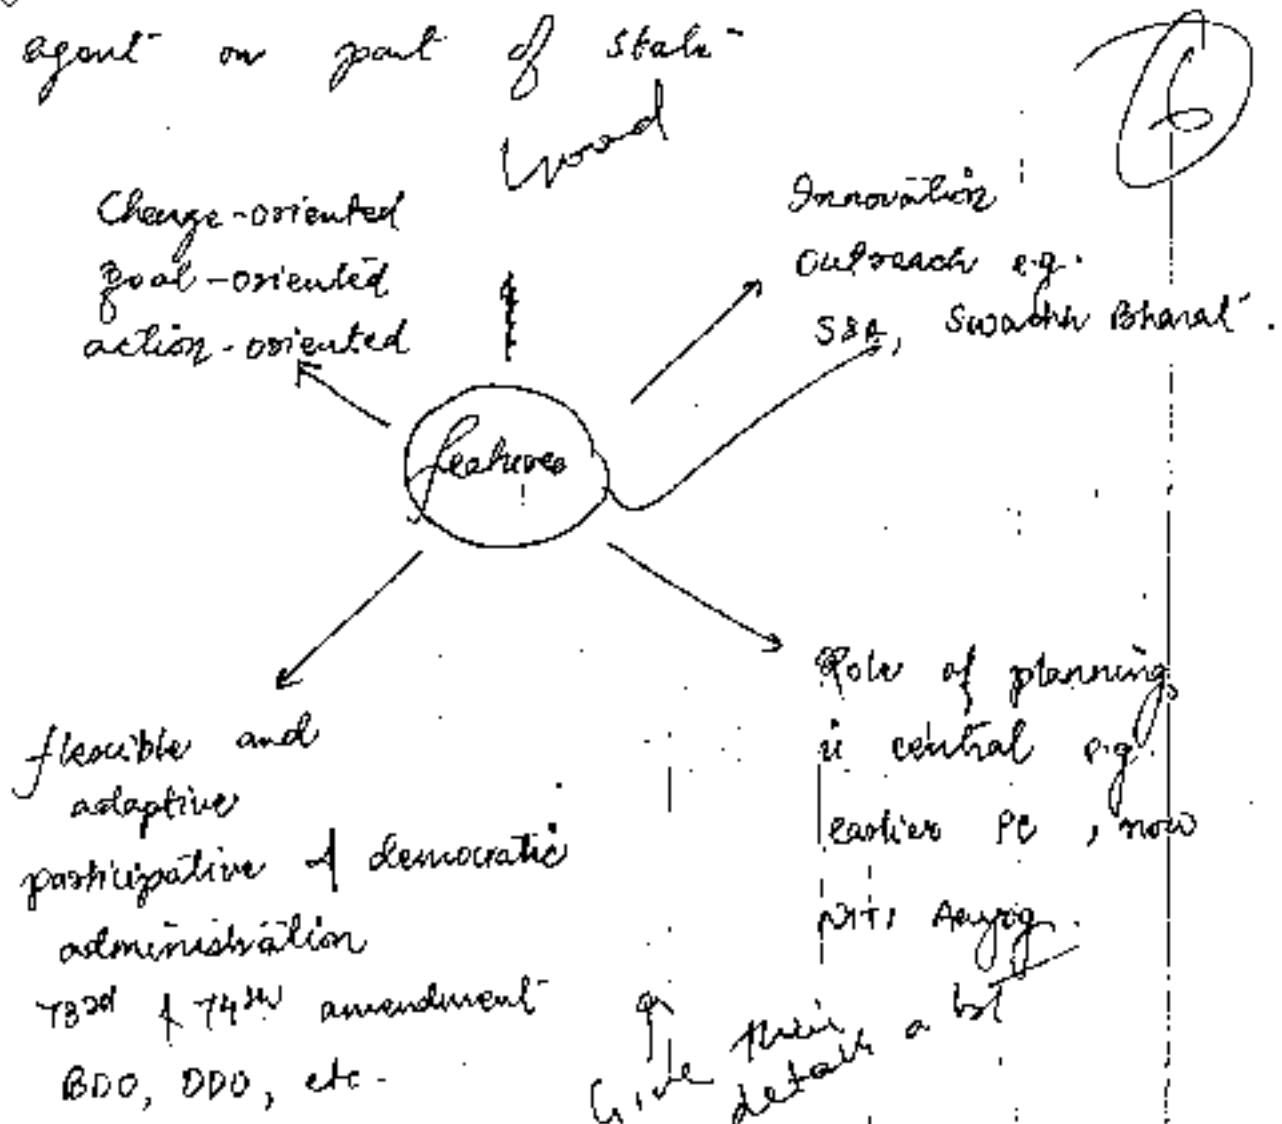 agent on part of state
Good
6
Change-oriented
goal-oriented
action-oriented
Innovation
Outreach e.g.
SSA, Swachh Bharat.
features
flexible and
adaptive
participative & democratic
administration
73rd & 74th amendment
BDO, DDO, etc.
Role of planning
is central e.g.
earlier PC, now
NITI Aayog.
Give their
details a bit